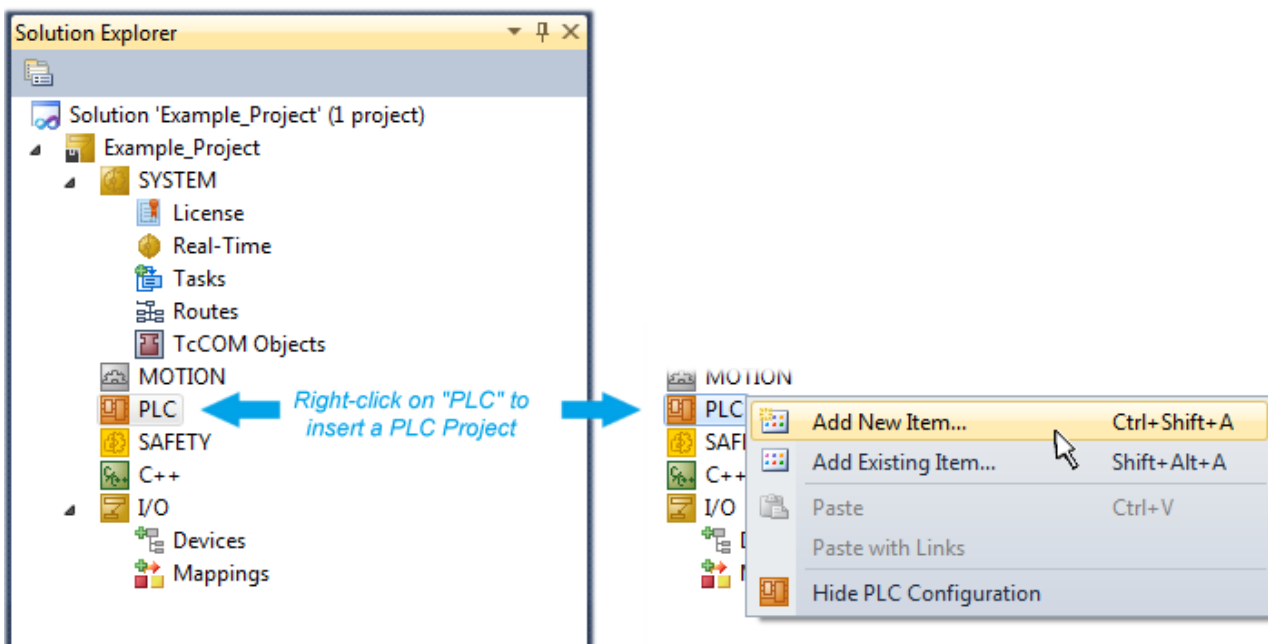 Solution Explorer
Solution 'Example_Project' (1 project)
Example_Project
SYSTEM
License
Real-Time
Tasks
Routes
TcCOM Objects
MOTION
PLC
SAFETY
C++
I/O
Devices
Mappings
Right-click on "PLC" to
insert a PLC Project
MOTION
PLC
SAF
C++
I/O
Add New Item... Ctrl+Shift+A
Add Existing Item... Shift+Alt+A
Paste Ctrl+V
Paste with Links
Hide PLC Configuration